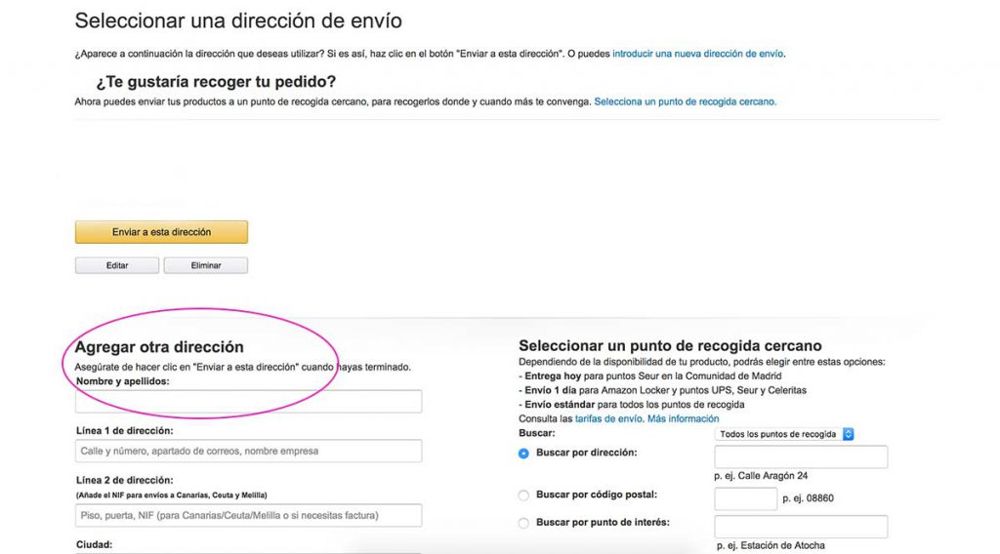 Seleccionar una dirección de envío
¿Aparece a continuación la dirección que deseas utilizar? Si es así, haz clic en el botón "Enviar a esta dirección". O puedes introducir una nueva dirección de envío.
¿Te gustaría recoger tu pedido?
Ahora puedes enviar tus productos a un punto de recogida cercano, para recogerlos donde y cuando más te convenga. Selecciona un punto de recogida cercano.
Enviar a esta dirección
Editar
Eliminar
Agregar otra dirección
Asegúrate de hacer clic en "Enviar a esta dirección" cuando hayas terminado.
Nombre y apellidos:
Línea 1 de dirección:
Calle y número, apartado de correos, nombre empresa
Línea 2 de dirección:
(Añade el NIF para envíos a Canarias, Ceuta y Melilla)
Piso, puerta, NIF (para Canarias/Ceuta/Melilla o si necesitas factura)
Ciudad:
Seleccionar un punto de recogida cercano
Dependiendo de la disponibilidad de tu producto, podrás elegir entre estas opciones:
- Entrega hoy para puntos Seur en la Comunidad de Madrid
- Envío 1 día para Amazon Locker y puntos UPS, Seur y Celeritas
- Envío estándar para todos los puntos de recogida
Consulta las tarifas de envío. Más información
Buscar:
Todos los puntos de recogida
Buscar por dirección:
p. ej. Calle Aragón 24
Buscar por código postal:
p. ej. 08860
Buscar por punto de interés:
p. ej. Estación de Atocha